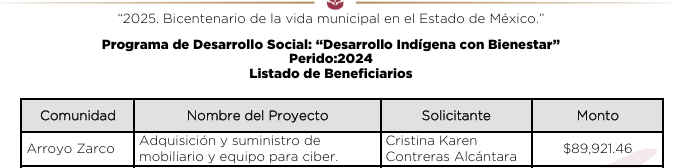 “2025. Bicentenario de la vida municipal en el Estado de México.”
Programa de Desarrollo Social: “Desarrollo Indígena con Bienestar”
Perido:2024
Listado de Beneficiarios
Comunidad Nombre del Proyecto Solicitante Monto
Arroyo Zarco Adquisición y suministro de mobiliario y equipo para ciber. Cristina Karen Contreras Alcántara $89,921.46